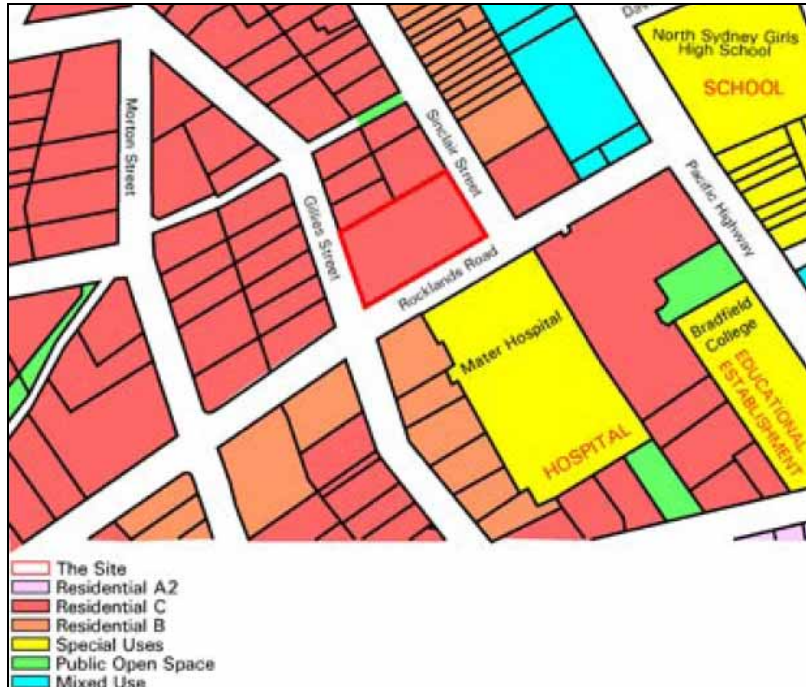 Dav
North Sydney Girls
High School
SCHOOL
Morton Street
Sinclair Street
Gillies Street
Pacific Highway
Rocklands Road
Mater Hospital
HOSPITAL
Bradfield
College
EDUCATIONAL
ESTABLISHMENT
The Site
Residential A2
Residential C
Residential B
Special Uses
Public Open Space
Mixed Use